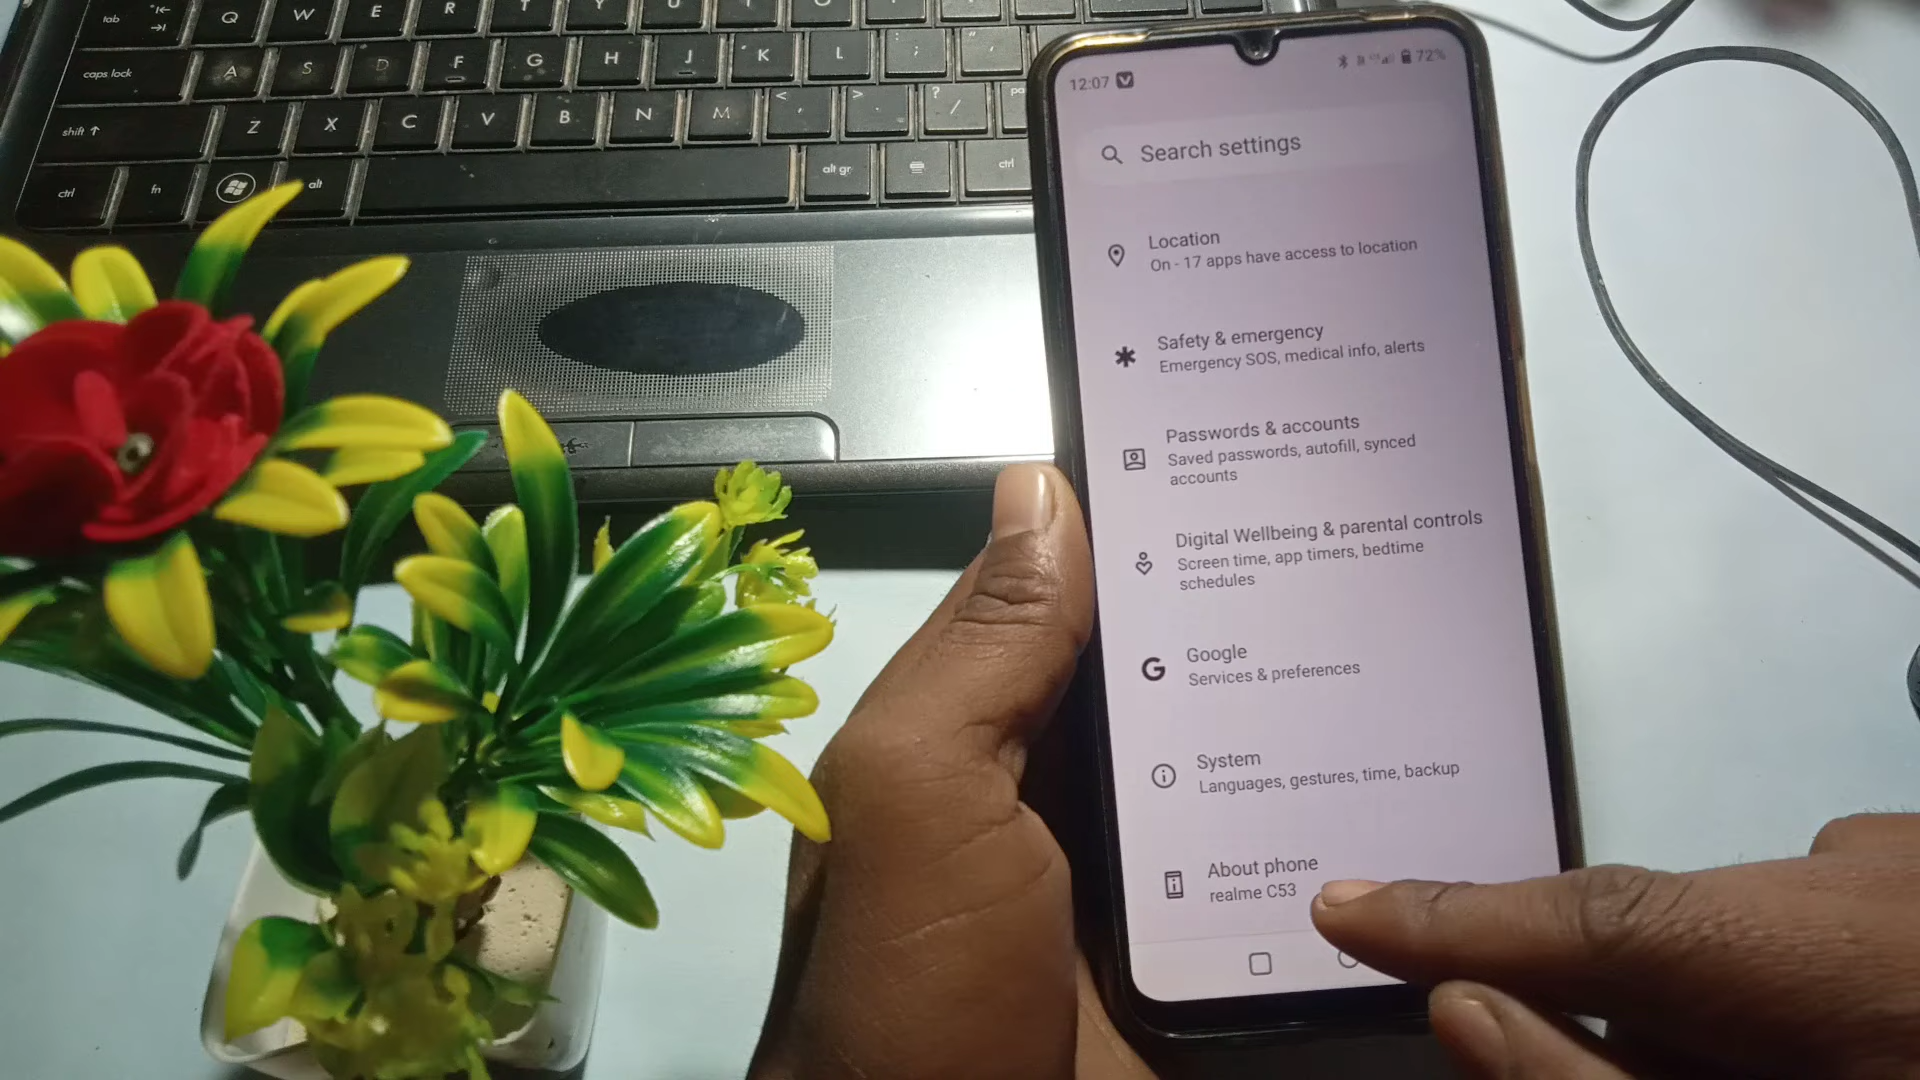 tab
Q W E R
caps lock
A S D F G H J K L ; "
shift ↑
Z X C V B N M < , > . ? /
ctrl fn alt alt gr ctrl
12:07 72%
Search settings
Location
On - 17 apps have access to location
Safety & emergency
Emergency SOS, medical info, alerts
Passwords & accounts
Saved passwords, autofill, synced
accounts
Digital Wellbeing & parental controls
Screen time, app timers, bedtime
schedules
Google
Services & preferences
System
Languages, gestures, time, backup
About phone
realme C53